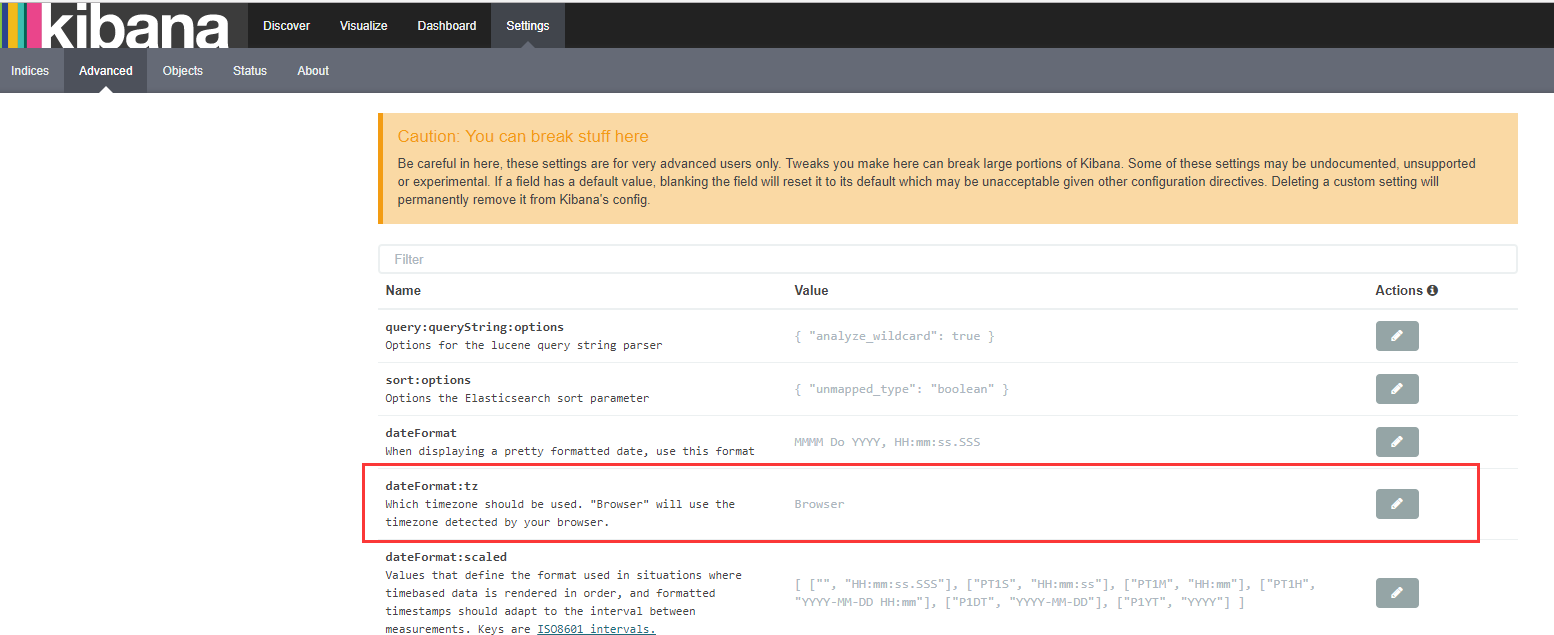 kibana
Discover
Visualize
Dashboard
Settings
Indices
Advanced
Objects
Status
About
Caution: You can break stuff here
Be careful in here, these settings are for very advanced users only. Tweaks you make here can break large portions of Kibana. Some of these settings may be undocumented, unsupported
or experimental. If a field has a default value, blanking the field will reset it to its default which may be unacceptable given other configuration directives. Deleting a custom setting will
permanently remove it from Kibana's config.
Filter
Name
Value
Actions
query:queryString:options
Options for the lucene query string parser
{ "analyze_wildcard": true }
sort:options
Options the Elasticsearch sort parameter
{ "unmapped_type": "boolean" }
dateFormat
When displaying a pretty formatted date, use this format
MMMM Do YYYY, HH:mm:ss.SSS
dateFormat:tz
Which timezone should be used. "Browser" will use the
timezone detected by your browser.
Browser
dateFormat:scaled
Values that define the format used in situations where
timebased data is rendered in order, and formatted
timestamps should adapt to the interval between
measurements. Keys are ISO8601 intervals.
[ ["", "HH:mm:ss.SSS"], ["PT1S", "HH:mm:ss"], ["PT1M", "HH:mm"], ["PT1H",
"YYYY-MM-DD HH:mm"], ["P1DT", "YYYY-MM-DD"], ["P1YT", "YYYY"] ]